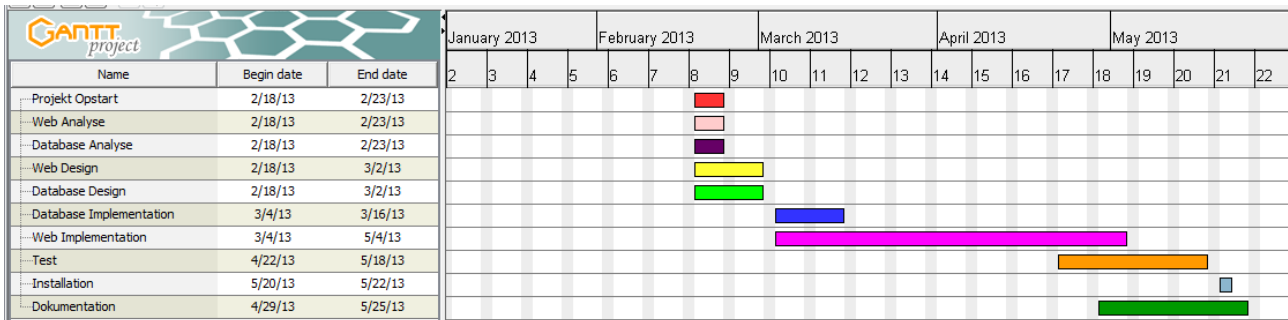 GANTT
project
January 2013 February 2013 March 2013 April 2013 May 2013
Name Begin date End date
2 3 4 5 6 7 8 9 10 11 12 13 14 15 16 17 18 19 20 21 22
Projekt Opstart 2/18/13 2/23/13
Web Analyse 2/18/13 2/23/13
Database Analyse 2/18/13 2/23/13
Web Design 2/18/13 3/2/13
Database Design 2/18/13 3/2/13
Database Implementation 3/4/13 3/16/13
Web Implementation 3/4/13 5/4/13
Test 4/22/13 5/18/13
Installation 5/20/13 5/22/13
Dokumentation 4/29/13 5/25/13